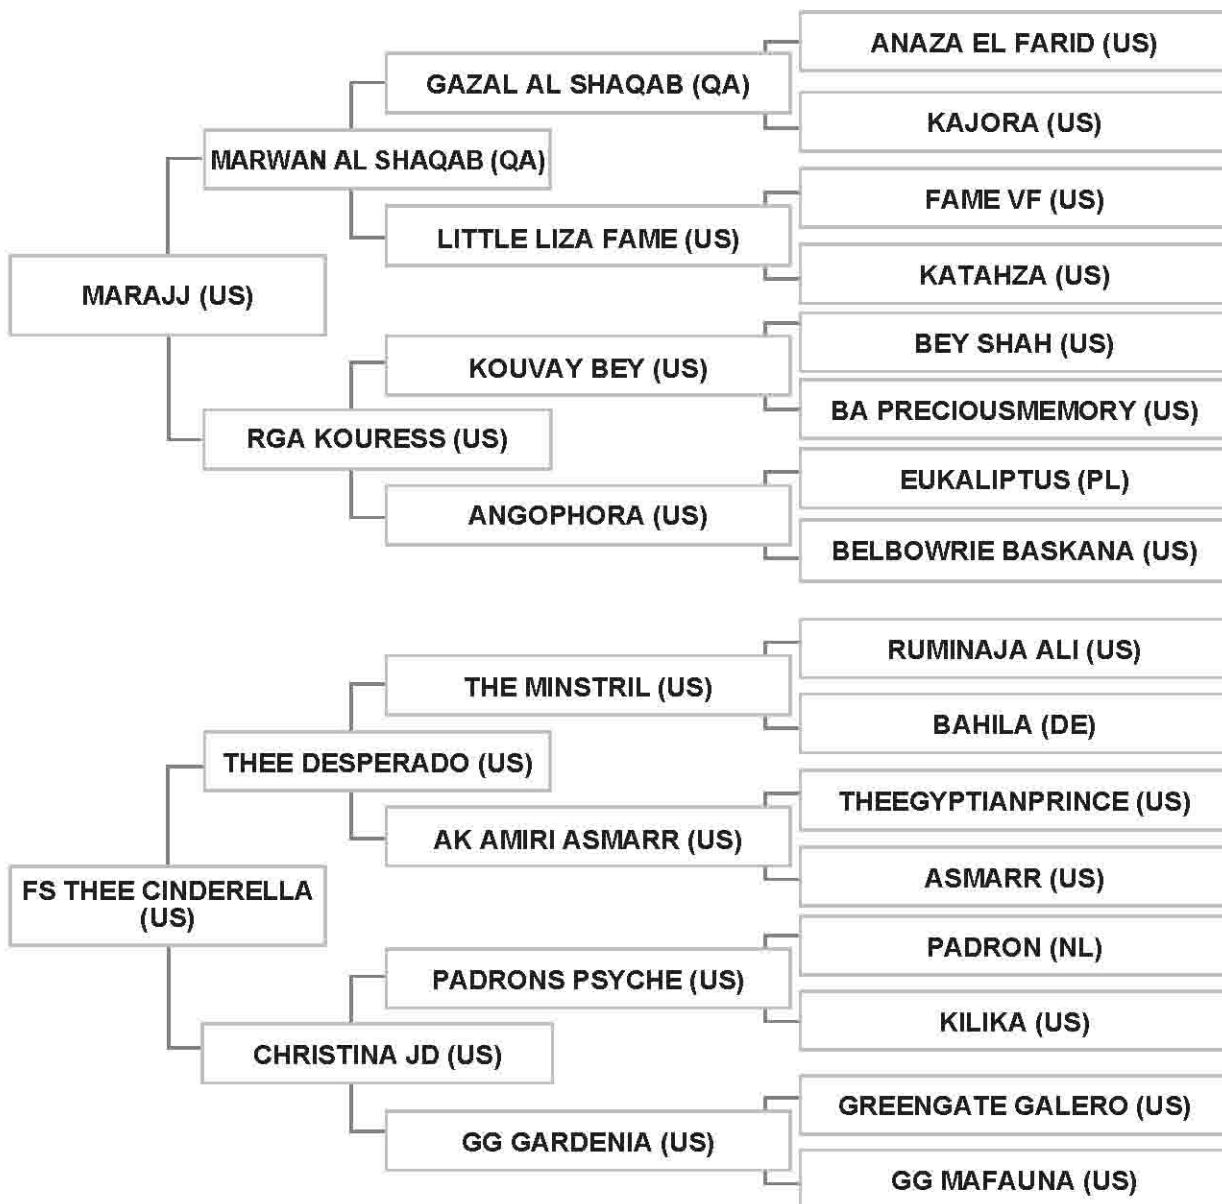 ANAZA EL FARID (US)
GAZAL AL SHAQAB (QA)
KAJORA (US)
MARWAN AL SHAQAB (QA)
FAME VF (US)
LITTLE LIZA FAME (US)
KATAHZA (US)
MARAJJ (US)
BEY SHAH (US)
KOUVAY BEY (US)
BA PRECIOUSMEMORY (US)
RGA KOURESS (US)
EUKALIPTUS (PL)
ANGOPHORA (US)
BELBOWRIE BASKANA (US)
RUMINAJA ALI (US)
THE MINSTRIL (US)
BAHILA (DE)
THEE DESPERADO (US)
THEEGYPTIANPRINCE (US)
AK AMIRI ASMARR (US)
ASMARR (US)
FS THEE CINDERELLA
(US)
PADRON (NL)
PADRONS PSYCHE (US)
KILIKA (US)
CHRISTINA JD (US)
GREENGATE GALERO (US)
GG GARDENIA (US)
GG MAFAUNA (US)